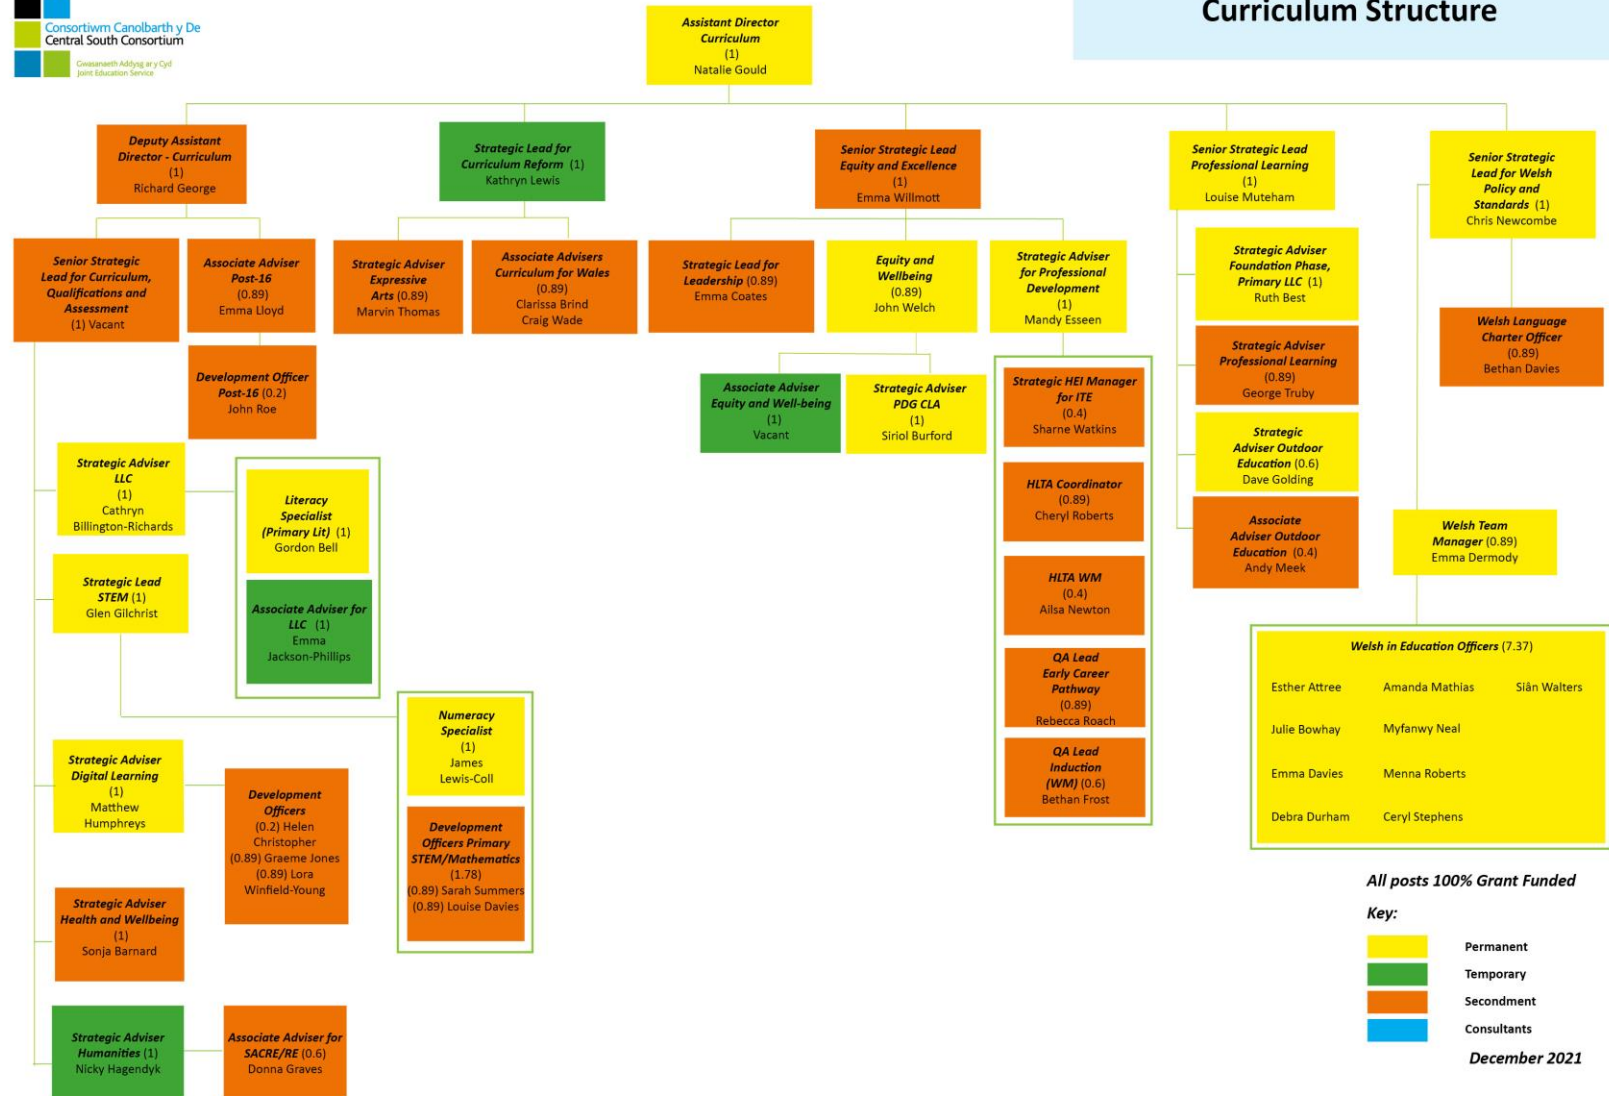 Consortiwm Canolbarth y De
Central South Consortium
Gwasanaeth Addysg ar y Cyd
Joint Education Service
Curriculum Structure
Assistant Director
Curriculum
(1)
Natalie Gould
Deputy Assistant
Director - Curriculum
(1)
Richard George
Strategic Lead for
Curriculum Reform (1)
Kathryn Lewis
Senior Strategic Lead
Equity and Excellence
(1)
Emma Willmott
Senior Strategic Lead
Professional Learning
(1)
Louise Muteham
Senior Strategic
Lead for Welsh
Policy and
Standards (1)
Chris Newcombe
Senior Strategic
Lead for Curriculum,
Qualifications and
Assessment
(1) Vacant
Associate Adviser
Post-16
(0.89)
Emma Lloyd
Development Officer
Post-16 (0.2)
John Roe
Strategic Adviser
Expressive
Arts (0.89)
Marvin Thomas
Associate Advisers
Curriculum for Wales
(0.89)
Clarissa Brind
Craig Wade
Strategic Lead for
Leadership (0.89)
Emma Coates
Equity and
Wellbeing
(0.89)
John Welch
Strategic Adviser
for Professional
Development
(1)
Mandy Esseen
Associate Adviser
Equity and Well-being
(1)
Vacant
Strategic Adviser
PDG CLA
(1)
Siriol Burford
Strategic HEI Manager
for ITE
(0.4)
Sharne Watkins
HLTA Coordinator
(0.89)
Cheryl Roberts
HLTA WM
(0.4)
Ailsa Newton
QA Lead
Early Career
Pathway
(0.89)
Rebecca Roach
QA Lead
Induction
(WM) (0.6)
Bethan Frost
Strategic Adviser
Foundation Phase,
Primary LLC (1)
Ruth Best
Strategic Adviser
Professional Learning
(0.89)
George Truby
Strategic
Adviser Outdoor
Education (0.6)
Dave Golding
Associate
Adviser Outdoor
Education (0.4)
Andy Meek
Welsh Language
Charter Officer
(0.89)
Bethan Davies
Welsh Team
Manager (0.89)
Emma Dermody
Welsh in Education Officers (7.37)
Esther Attree Amanda Mathias Siân Walters
Julie Bowhay Myfanwy Neal
Emma Davies Menna Roberts
Debra Durham Ceryl Stephens
Strategic Adviser
LLC
(1)
Cathryn
Billington-Richards
Literacy
Specialist
(Primary Lit) (1)
Gordon Bell
Associate Adviser for
LLC (1)
Emma
Jackson-Phillips
Strategic Lead
STEM (1)
Glen Gilchrist
Numeracy
Specialist
(1)
James
Lewis-Coll
Development
Officers Primary
STEM/Mathematics
(1.78)
(0.89) Sarah Summers
(0.89) Louise Davies
Strategic Adviser
Digital Learning
(1)
Matthew
Humphreys
Development
Officers
(0.2) Helen
Christopher
(0.89) Graeme Jones
(0.89) Lora
Winfield-Young
Strategic Adviser
Health and Wellbeing
(1)
Sonja Barnard
Strategic Adviser
Humanities (1)
Nicky Hagendyk
Associate Adviser for
SACRE/RE (0.6)
Donna Graves
All posts 100% Grant Funded
Key:
Permanent
Temporary
Secondment
Consultants
December 2021